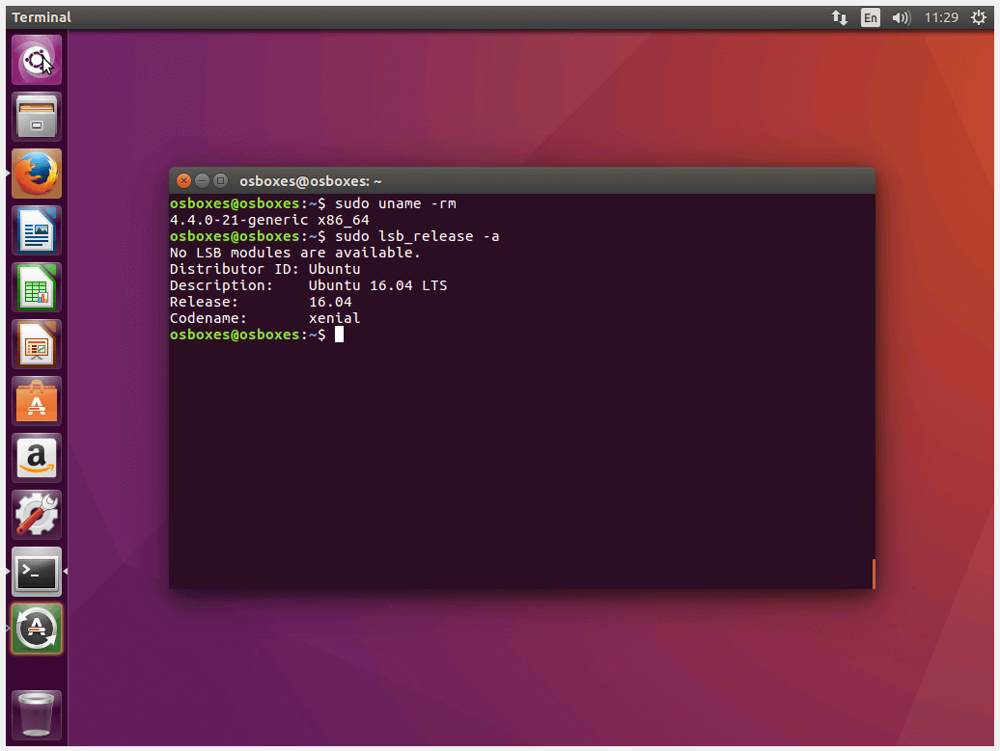 Terminal
En
11:29
osboxes@osboxes: ~
osboxes@osboxes:~$ sudo uname -rm
4.4.0-21-generic x86_64
osboxes@osboxes:~$ sudo lsb_release -a
No LSB modules are available.
Distributor ID: Ubuntu
Description:    Ubuntu 16.04 LTS
Release:        16.04
Codename:       xenial
osboxes@osboxes:~$
a
>_